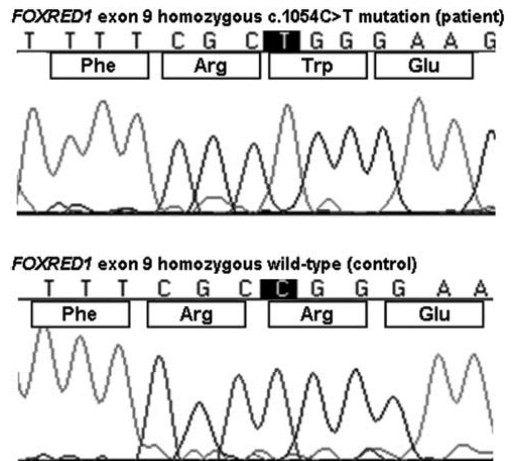 FOXRED1 exon 9 homozygous c.1054C>T mutation (patient)
T T T T C G C T G G G A A G
Phe Arg Trp Glu
FOXRED1 exon 9 homozygous wild-type (control)
T T T C G C C G G G A A
Phe Arg Arg Glu